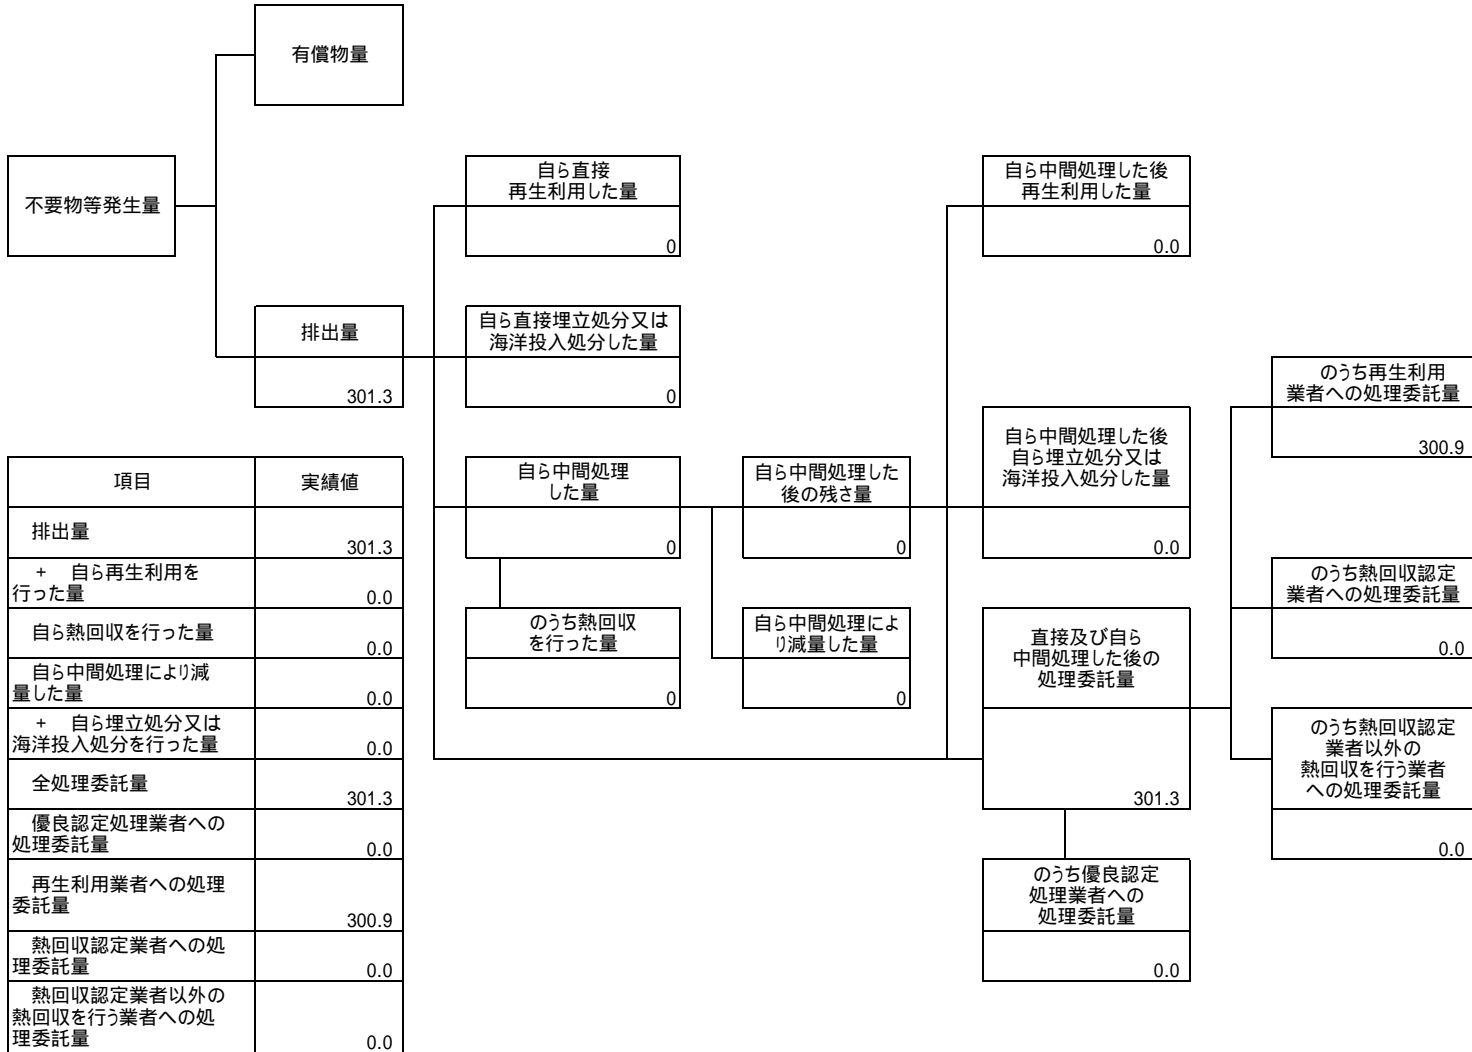 有償物量
不要物等発生量
自ら直接
再生利用した量
0
自ら中間処理した後
再生利用した量
0.0
排出量
301.3
自ら直接埋立処分又は
海洋投入処分した量
0
のうち再生利用
業者への処理委託量
300.9
自ら中間処理
した量
0
自ら中間処理した
後の残さ量
0
自ら中間処理した後
自ら埋立処分又は
海洋投入処分した量
0.0
のうち熱回収認定
業者への処理委託量
0.0
のうち熱回収
を行った量
0
自ら中間処理によ
り減量した量
0
直接及び自ら
中間処理した後の
処理委託量
301.3
のうち熱回収認定
業者以外の
熱回収を行う業者
への処理委託量
0.0
のうち優良認定
処理業者への
処理委託量
0.0
項目 実績値
排出量 301.3
+ 自ら再生利用を
行った量 0.0
自ら熱回収を行った量 0.0
自ら中間処理により減
量した量 0.0
+ 自ら埋立処分又は
海洋投入処分を行った量 0.0
全処理委託量 301.3
優良認定処理業者への
処理委託量 0.0
再生利用業者への処理
委託量 300.9
熱回収認定業者への処
理委託量 0.0
熱回収認定業者以外の
熱回収を行う業者への処
理委託量 0.0